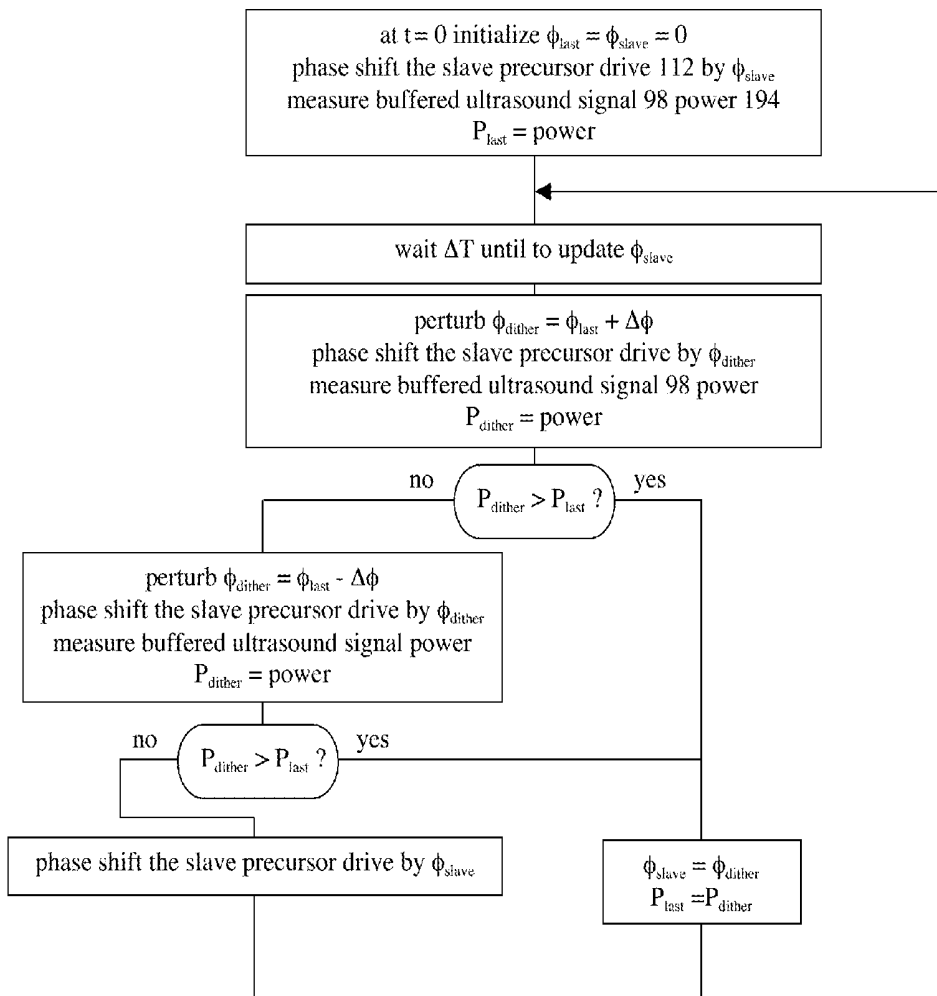 at t = 0 initialize ϕlast = ϕslave = 0
phase shift the slave precursor drive 112 by ϕslave
measure buffered ultrasound signal 98 power 194
Plast = power
wait ΔT until to update ϕslave
perturb ϕdither = ϕlast + Δϕ
phase shift the slave precursor drive by ϕdither
measure buffered ultrasound signal 98 power
Pdither = power
no
Pdither > Plast ?
yes
perturb ϕdither = ϕlast - Δϕ
phase shift the slave precursor drive by ϕdither
measure buffered ultrasound signal power
Pdither = power
no
Pdither > Plast ?
yes
phase shift the slave precursor drive by ϕslave
ϕslave = ϕdither
Plast =Pdither